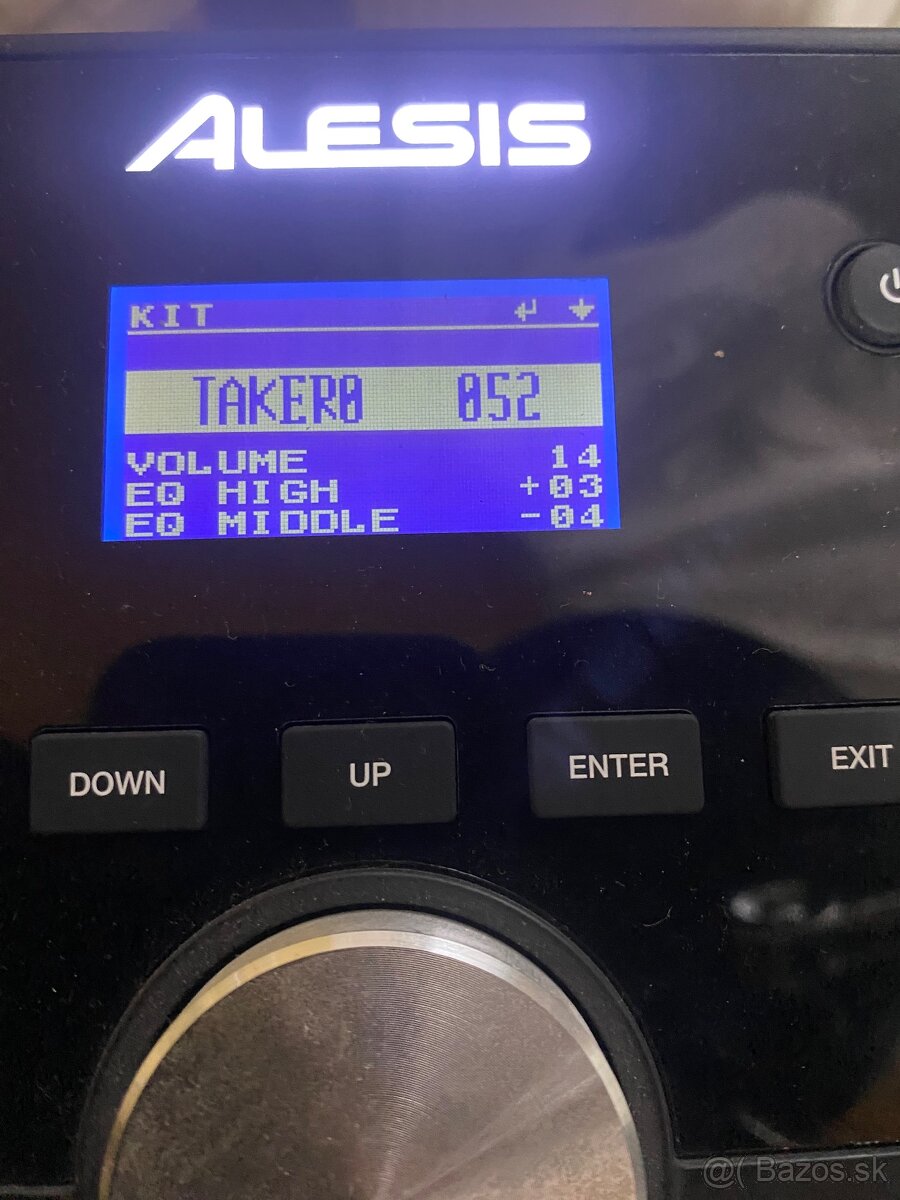 ALESIS
KIT
TAKER0 052
VOLUME 14
EQ HIGH +03
EQ MIDDLE -04
DOWN UP ENTER EXIT
@( Bazos.sk